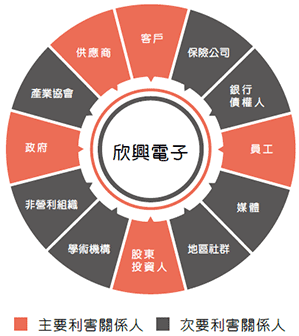 客戶
保險公司
銀行
債權人
員工
媒體
地區社群
股東
投資人
學術機構
非營利組織
政府
產業協會
供應商
欣興電子
主要利害關係人
次要利害關係人